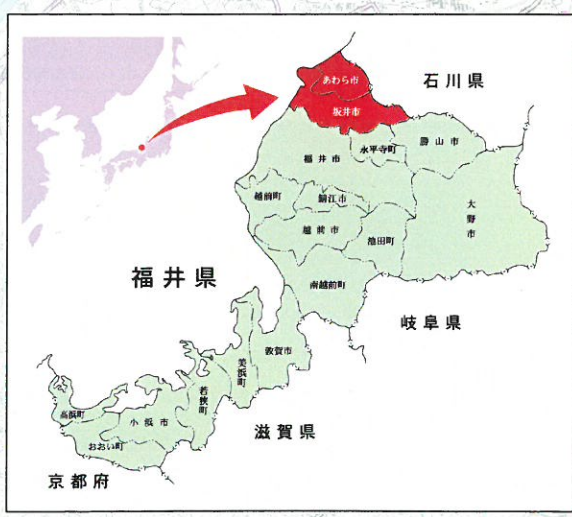 石川県
あわら市
坂井市
勝山市
永平寺町
福井市
越前町
鯖江市
大野市
越前市
池田町
福井県
南越前町
岐阜県
敦賀市
美浜町
若狭町
高浜町
小浜市
おおい町
滋賀県
京都府